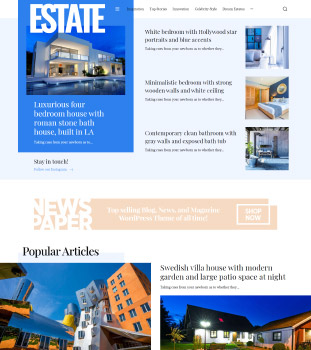 ESTATE
Inspiration Top Rooms Innovation Celebrity Style Dream Estates
White bedroom with Hollywood star
portraits and blue accents
Taking cues from your newborn as to whether they...
Minimalistic bedroom with strong
wooden walls and white ceiling
Taking cues from your newborn as to whether they...
Contemporary clean bathroom with
gray walls and exposed bath tub
Taking cues from your newborn as to whether they...
Luxurious four
bedroom house with
roman stone bath
house, built in LA
Taking cues from your newborn as to...
Stay in touch!
Follow on Instagram
NEWS
PAPER
Top selling Blog, News, and Magazine
WordPress Theme of all time!
SHOP
NOW
Popular Articles
Swedish villa house with modern
garden and large patio space at night
Taking cues from your newborn as to whether they...